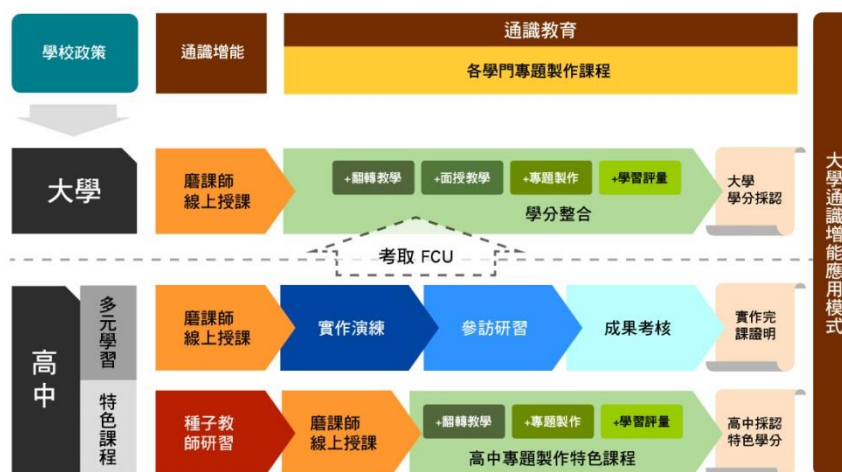 學校政策
通識增能
通識教育
各學門專題製作課程
大學
磨課師
線上授課
+翻轉教學
+面授教學
+專題製作
+學習評量
學分整合
大學
學分採認
考取 FCU
高中
多元學習
磨課師
線上授課
實作演練
參訪研習
成果考核
實作完
課證明
特色課程
種子教
師研習
磨課師
線上授課
+翻轉教學
+專題製作
+學習評量
高中專題製作特色課程
高中採認
特色學分
大學通識增能應用模式